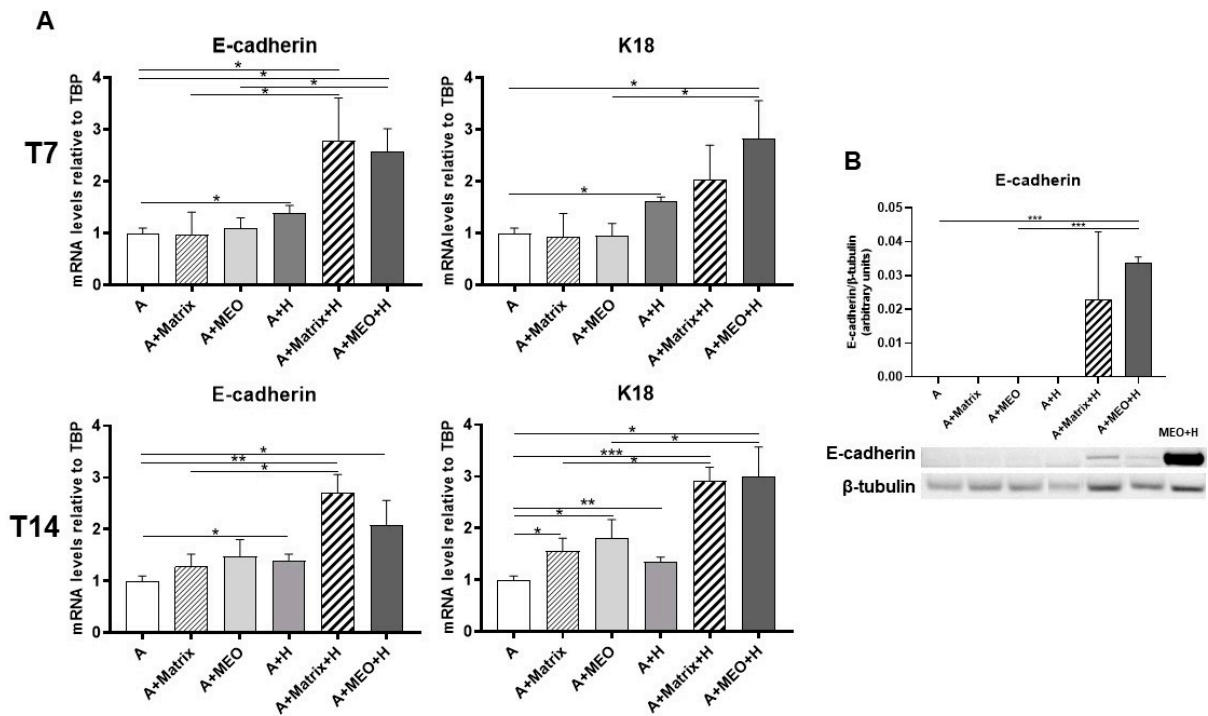 A
E-cadherin
mRNA levels relative to TBP
4
3
2
1
0
*
*
*
*
*
A
A+Matrix
A+MEO
A+H
A+Matrix+H
A+MEO+H
K18
mRNA levels relative to TBP
4
3
2
1
0
*
*
*
A
A+Matrix
A+MEO
A+H
A+Matrix+H
A+MEO+H
T7
E-cadherin
mRNA levels relative to TBP
4
3
2
1
0
*
**
*
*
A
A+Matrix
A+MEO
A+H
A+Matrix+H
A+MEO+H
K18
mRNA levels relative to TBP
4
3
2
1
0
*
*
***
*
**
*
*
A
A+Matrix
A+MEO
A+H
A+Matrix+H
A+MEO+H
T14
B
E-cadherin
E-cadherin/β-tubulin
(arbitrary units)
0.05
0.04
0.03
0.02
0.01
0.00
***
***
A
A+Matrix
A+MEO
A+H
A+Matrix+H
A+MEO+H
MEO+H
E-cadherin
β-tubulin